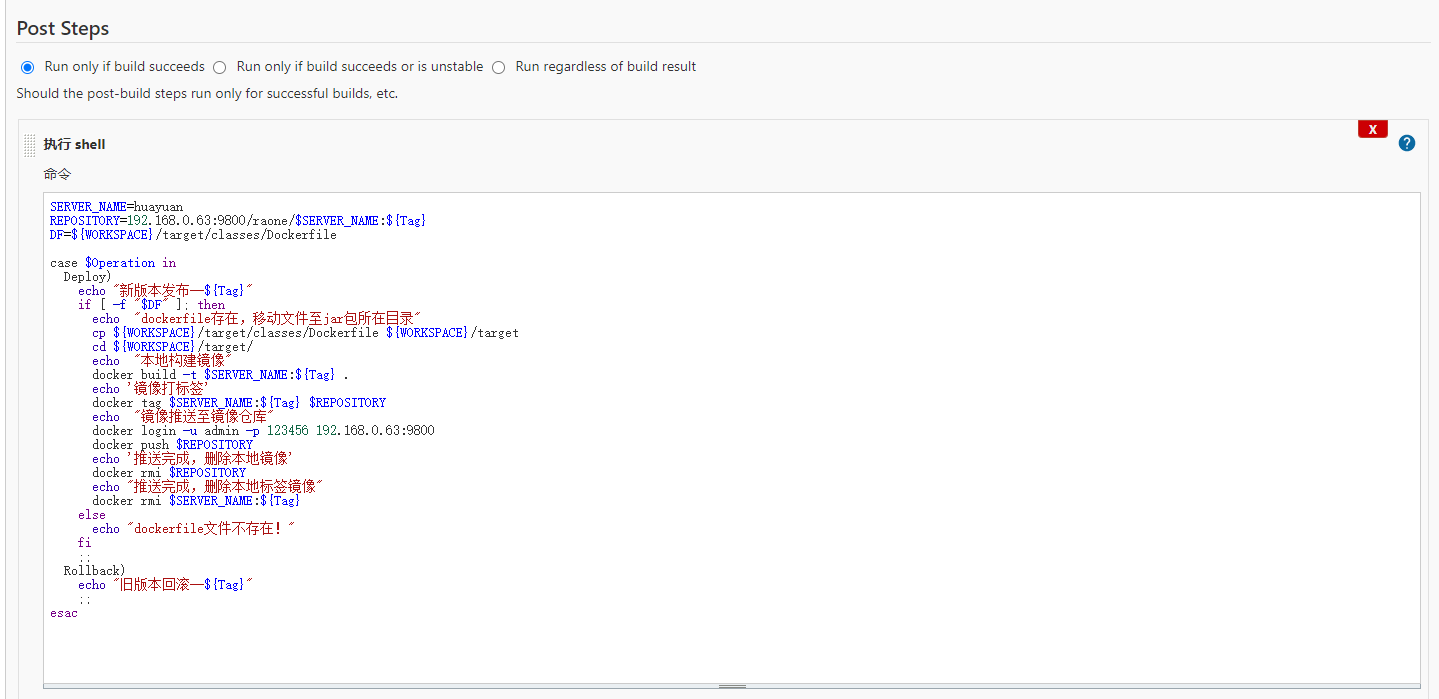 Post Steps
Run only if build succeeds Run only if build succeeds or is unstable Run regardless of build result
Should the post-build steps run only for successful builds, etc.
X
?
执行 shell
命令
SERVER_NAME=huayuan
REPOSITORY=192.168.0.63:9800/raone/$SERVER_NAME:${Tag}
DF=${WORKSPACE}/target/classes/Dockerfile
case $Operation in
Deploy)
echo "新版本发布—${Tag}"
if [ -f "$DF" ]; then
echo "dockerfile存在，移动文件至jar包所在目录"
cp ${WORKSPACE}/target/classes/Dockerfile ${WORKSPACE}/target
cd ${WORKSPACE}/target/
echo "本地构建镜像"
docker build -t $SERVER_NAME:${Tag} .
echo '镜像打标签'
docker tag $SERVER_NAME:${Tag} $REPOSITORY
echo "镜像推送至镜像仓库"
docker login -u admin -p 123456 192.168.0.63:9800
docker push $REPOSITORY
echo '推送完成，删除本地镜像'
docker rmi $REPOSITORY
echo "推送完成，删除本地标签镜像"
docker rmi $SERVER_NAME:${Tag}
else
echo "dockerfile文件不存在！"
fi
;;
Rollback)
echo "旧版本回滚—${Tag}"
;;
esac